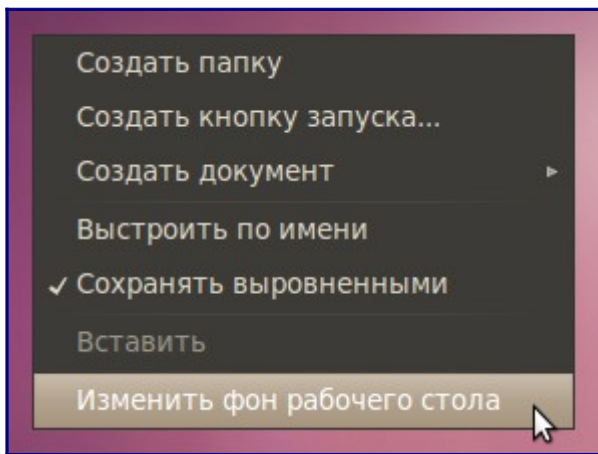 Создать папку
Создать кнопку запуска...
Создать документ
Выстроить по имени
Сохранять выровненными
Вставить
Изменить фон рабочего стола